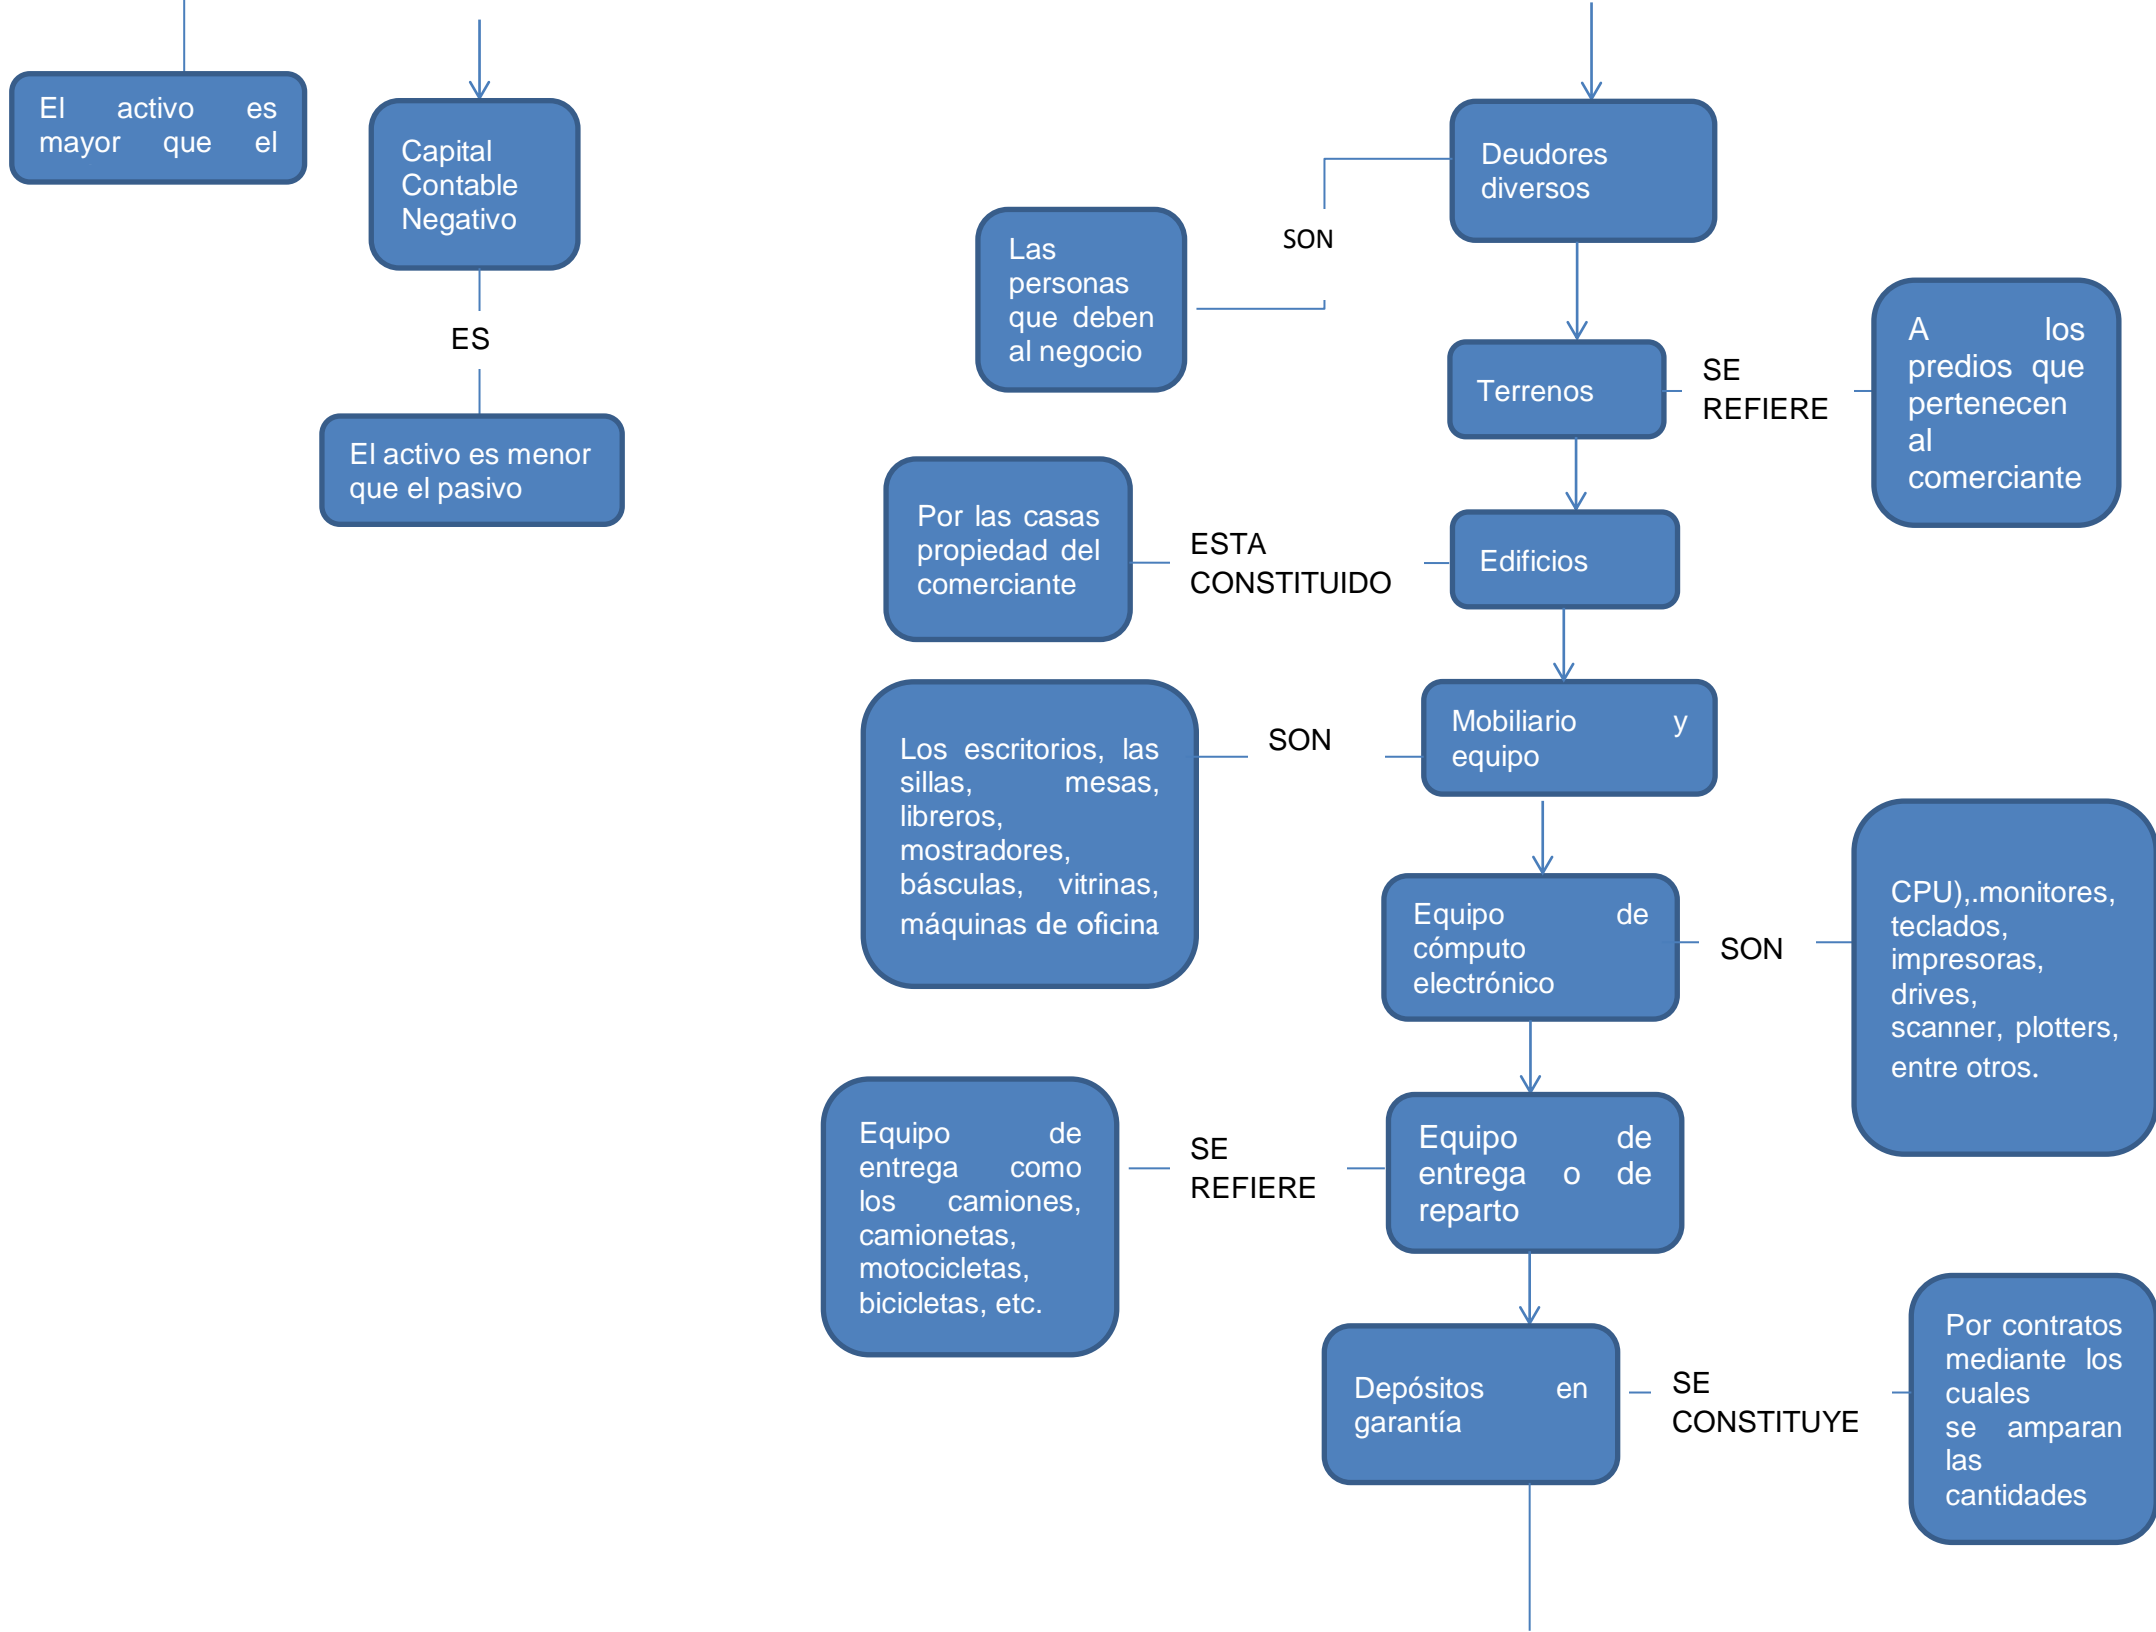 El activo es
mayor que el
Capital
Contable
Negativo
ES
El activo es menor
que el pasivo
Deudores
diversos
SON
Las
personas
que deben
al negocio
Terrenos
SE
REFIERE
A los
predios que
pertenecen
al
comerciante
Edificios
ESTA
CONSTITUIDO
Por las casas
propiedad del
comerciante
Mobiliario y
equipo
SON
Los escritorios, las
sillas, mesas,
libreros,
mostradores,
básculas, vitrinas,
máquinas de oficina
Equipo de
cómputo
electrónico
SON
CPU),.monitores,
teclados,
impresoras,
drives,
scanner, plotters,
entre otros.
Equipo de
entrega o de
reparto
SE
REFIERE
Equipo de
entrega como
los camiones,
camionetas,
motocicletas,
bicicletas, etc.
Depósitos en
garantía
SE
CONSTITUYE
Por contratos
mediante los
cuales
se amparan
las
cantidades